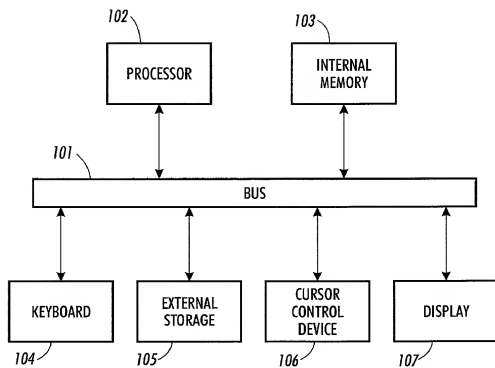 102
103
PROCESSOR
INTERNAL
MEMORY
101
BUS
KEYBOARD
EXTERNAL
STORAGE
CURSOR
CONTROL
DEVICE
DISPLAY
104
105
106
107